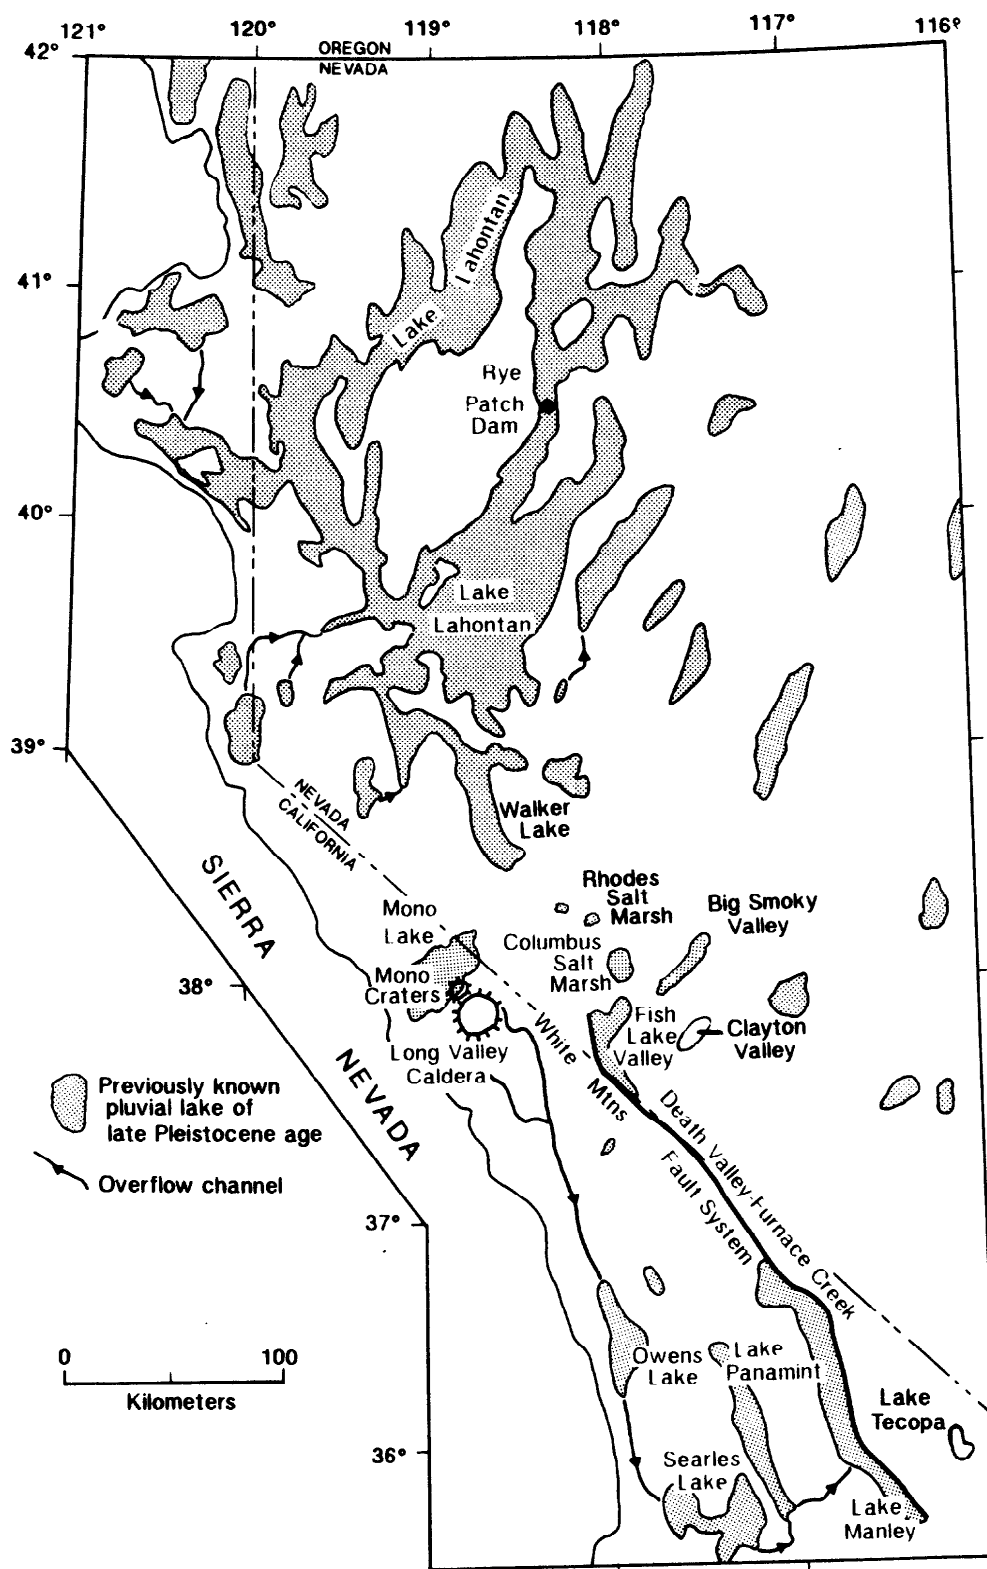 121°
120°
119°
118°
117°
116°
42°
OREGON
NEVADA
Lake
Lahontan
41°
Rye
Patch
Dam
40°
Lake
Lahontan
39°
NEVADA
CALIFORNIA
Walker
Lake
SIERRA
NEVADA
Rhodes
Salt
Marsh
Big Smoky
Valley
Mono
Lake
Columbus
Salt
Marsh
Mono
Craters
38°
Fish
Lake
Valley
Clayton
Valley
White
Mtns
Long Valley
Caldera
Previously known
pluvial lake of
late Pleistocene age
Overflow channel
Death Valley-Furnace Creek
Fault System
37°
0
100
Kilometers
Owens
Lake
Lake
Panamint
Lake
Tecopa
36°
Searles
Lake
Lake
Manley